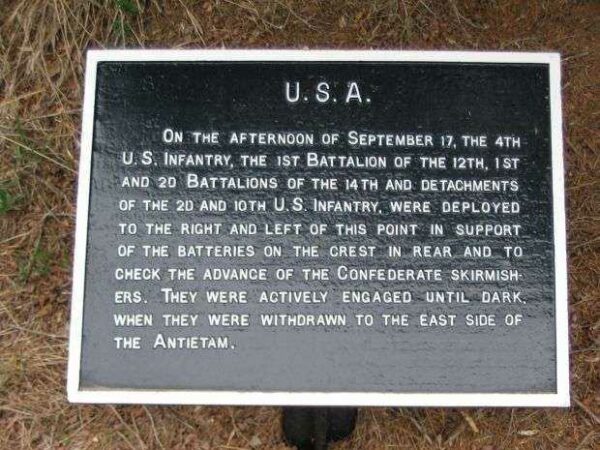 U. S. A.
ON THE AFTERNOON OF SEPTEMBER 17, THE 4TH
U. S. INFANTRY, THE 1ST BATTALION OF THE 12TH, 1ST
AND 2D BATTALIONS OF THE 14TH AND DETACHMENTS
OF THE 2D AND 10TH U. S. INFANTRY, WERE DEPLOYED
TO THE RIGHT AND LEFT OF THIS POINT IN SUPPORT
OF THE BATTERIES ON THE CREST IN REAR AND TO
CHECK THE ADVANCE OF THE CONFEDERATE SKIRMISH-
ERS. THEY WERE ACTIVELY ENGAGED UNTIL DARK,
WHEN THEY WERE WITHDRAWN TO THE EAST SIDE OF
THE ANTIETAM.